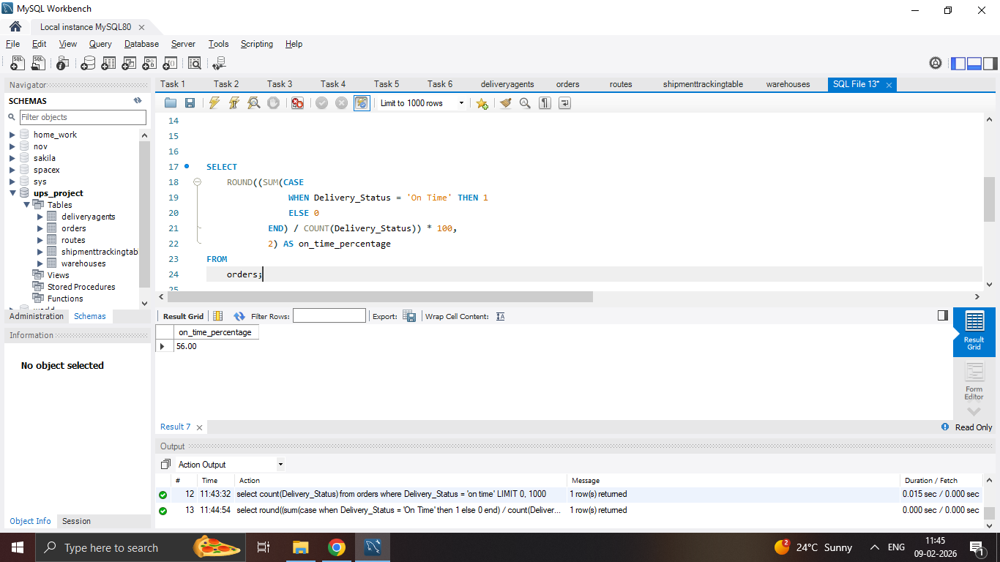 MySQL Workbench
Local instance MySQL80
File Edit View Query Database Server Tools Scripting Help
Navigator
SCHEMAS
Filter objects
home_work
nov
sakila
spacex
sys
ups_project
Tables
deliveryagents
orders
routes
shipmenttrackingtabl
warehouses
Views
Stored Procedures
Functions
Administration Schemas
Information
No object selected
Object Info Session
Task 1 Task 2 Task 3 Task 4 Task 5 Task 6 deliveryagents orders routes shipmenttrackingtable warehouses SQL File 13*
Limit to 1000 rows
14
15
16
17 SELECT
18 ROUND((SUM(CASE
19 WHEN Delivery_Status = 'On Time' THEN 1
20 ELSE 0
21 END) / COUNT(Delivery_Status)) * 100,
22 2) AS on_time_percentage
23 FROM
24 orders;
25
Result Grid Filter Rows: Export: Wrap Cell Content:
on_time_percentage
56.00
Result Grid
Form Editor
Result 7
Read Only
Output
Action Output
# Time Action Message Duration / Fetch
12 11:43:32 select count(Delivery_Status) from orders where Delivery_Status = 'on time' LIMIT 0, 1000 1 row(s) returned 0.015 sec / 0.000 sec
13 11:44:54 select round((sum(case when Delivery_Status = 'On Time' then 1 else 0 end) / count(Deliver... 1 row(s) returned 0.000 sec / 0.000 sec
Type here to search
2
24°C Sunny
ENG
11:45
09-02-2026
1